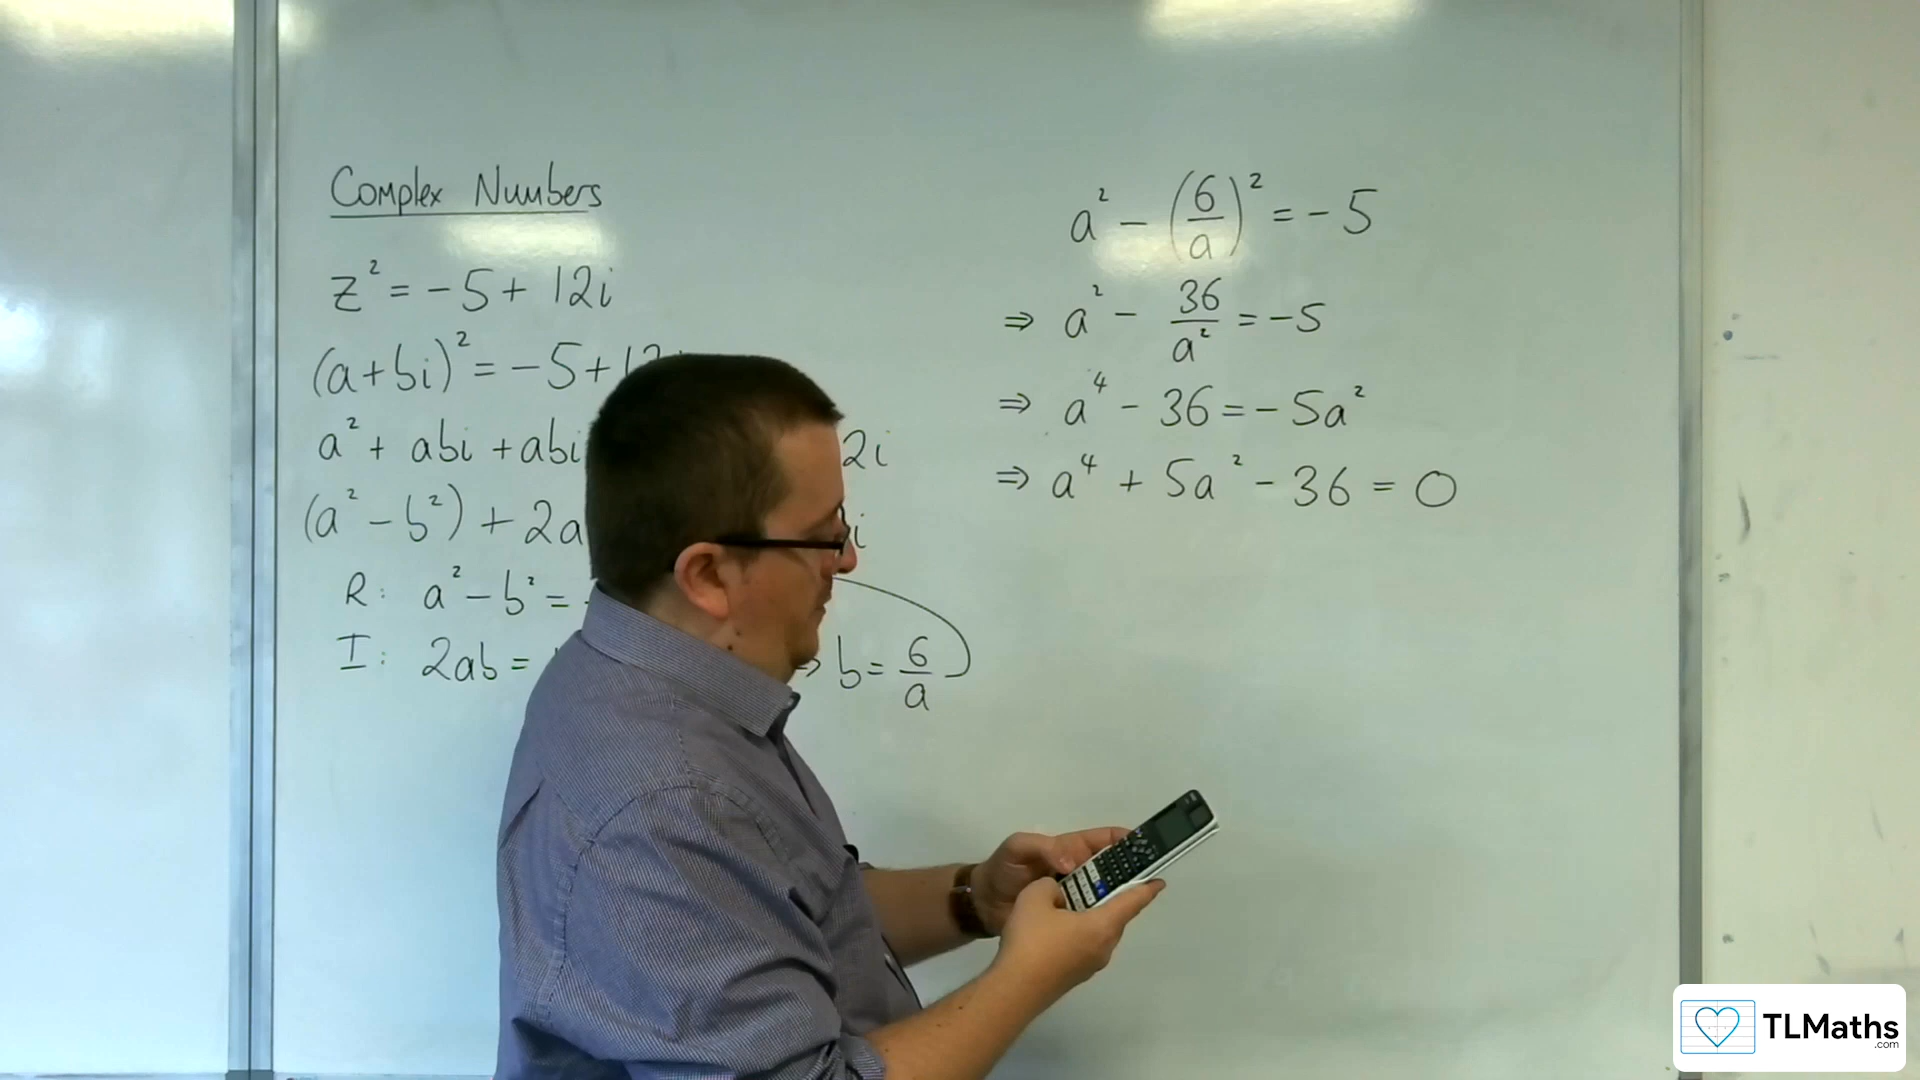 Complex Numbers
z² = -5 + 12i
(a+bi)² = -5 +
a² + abi + abi 2i
(a² - b²) + 2a i
R: a² - b² =
I: 2ab = ⇒ b = 6/a
a² - (6/a)² = -5
⇒ a² - 36/a² = -5
⇒ a⁴ - 36 = -5a²
⇒ a⁴ + 5a² - 36 = 0
TLMaths
.com